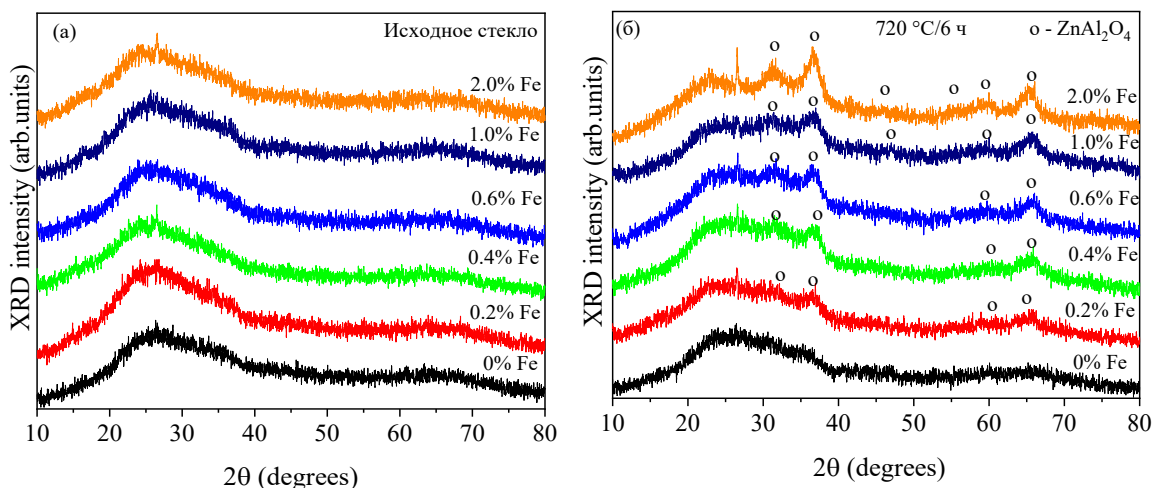 (а)
Исходное стекло
2.0% Fe
1.0% Fe
0.6% Fe
0.4% Fe
0.2% Fe
0% Fe
XRD intensity (arb.units)
10 20 30 40 50 60 70 80
2θ (degrees)
(б)
720 °C/6 ч
o - ZnAl₂O₄
o o o o o o
2.0% Fe
o o o o o
1.0% Fe
o o o o
0.6% Fe
o o o o
0.4% Fe
o o o o
0.2% Fe
0% Fe
XRD intensity (arb.units)
10 20 30 40 50 60 70 80
2θ (degrees)